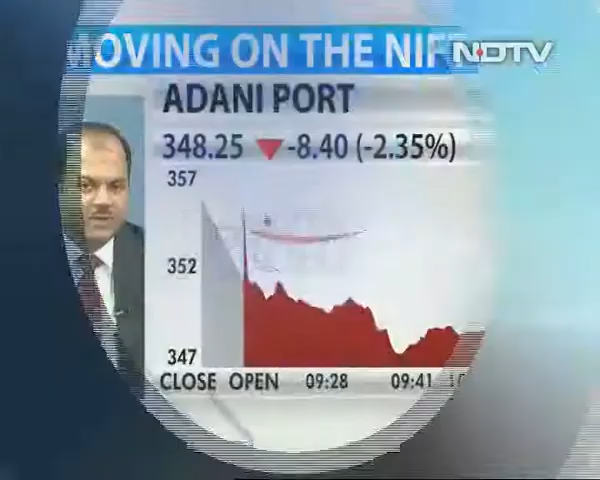 MOVING ON THE NIF
NDTV
ADANI PORT
348.25 ▼ -8.40 (-2.35%)
357
352
347
CLOSE OPEN 09:28 09:41